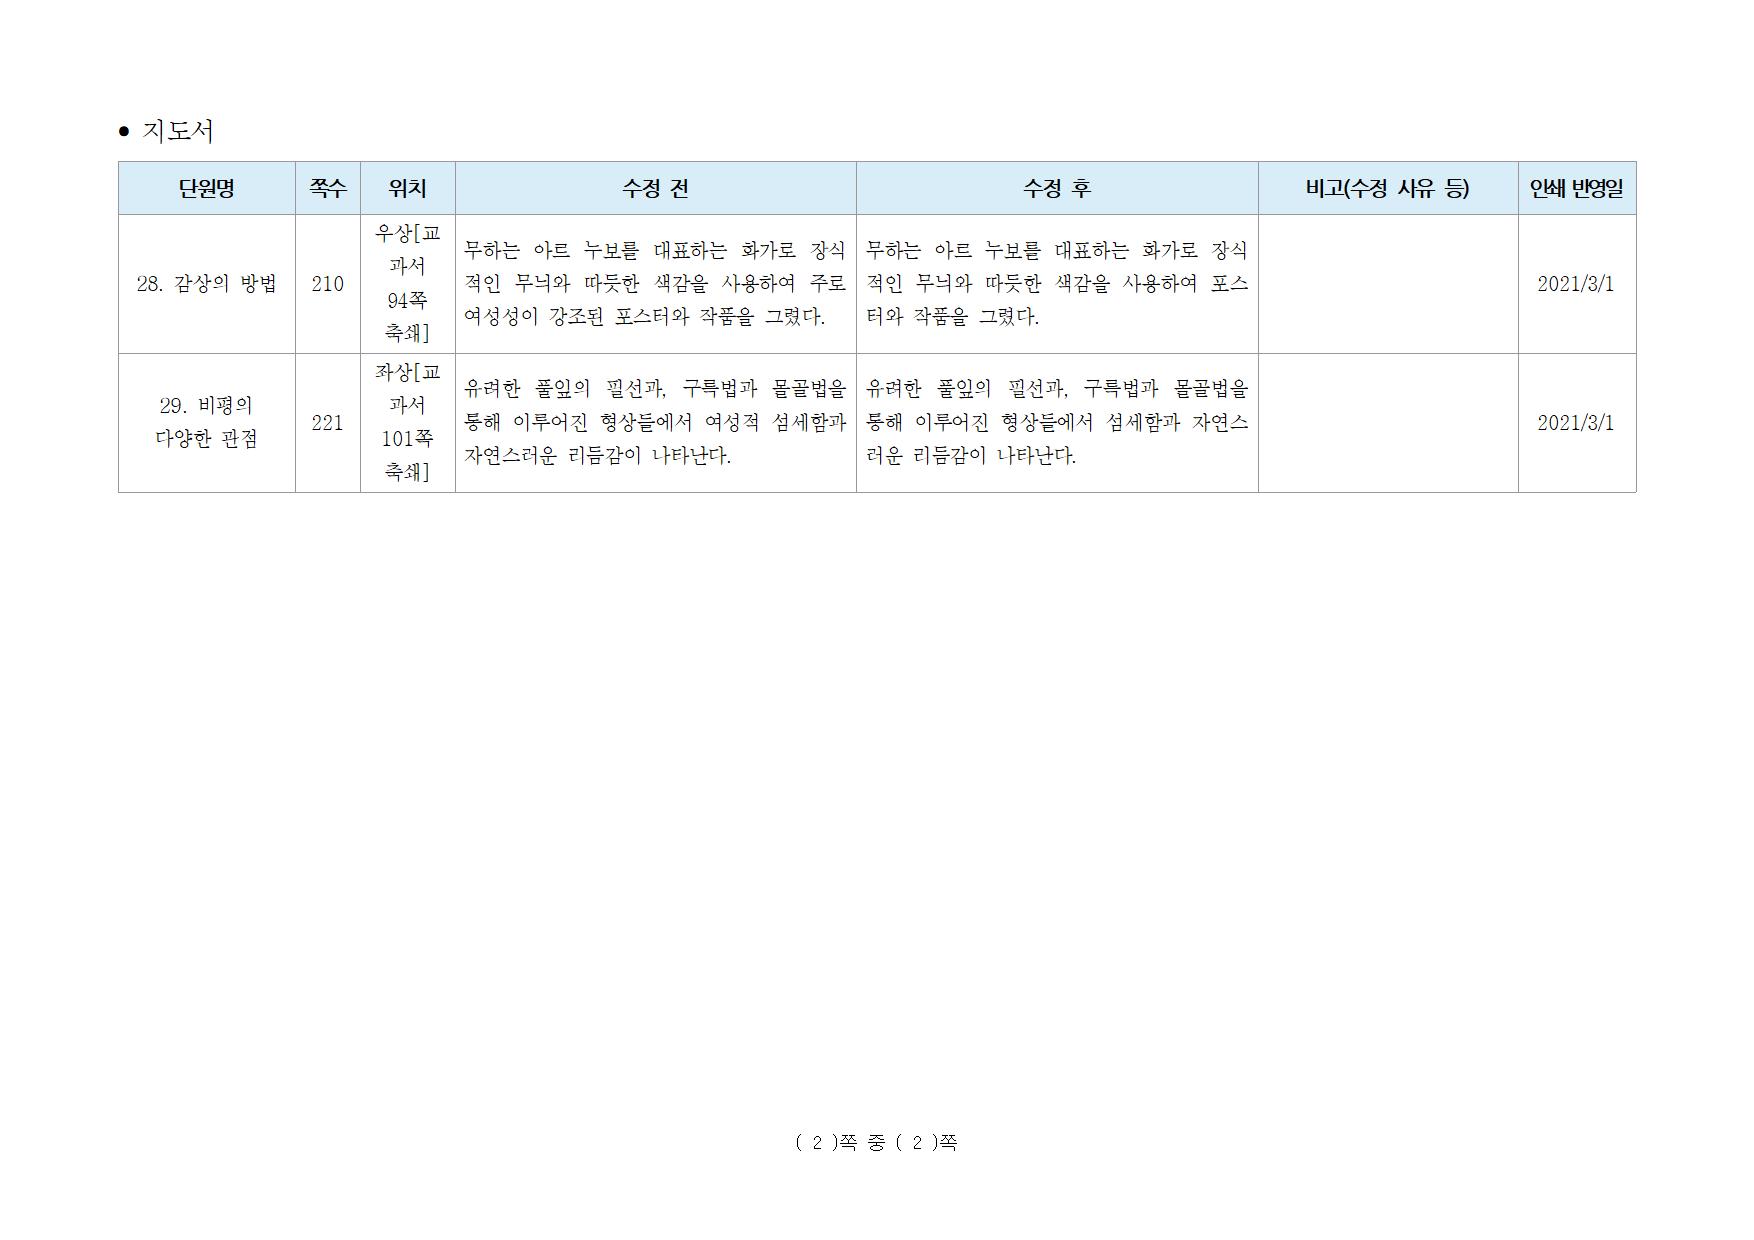 ● 지도서
단원명 쪽수 위치 수정 전 수정 후 비고(수정 사유 등) 인쇄 반영일
28. 감상의 방법
210
우상[교
과서
94쪽
축쇄]
무하는 아르 누보를 대표하는 화가로 장식
적인 무늬와 따듯한 색감을 사용하여 주로
여성성이 강조된 포스터와 작품을 그렸다.
무하는 아르 누보를 대표하는 화가로 장식
적인 무늬와 따듯한 색감을 사용하여 포스
터와 작품을 그렸다.
2021/3/1
29. 비평의
다양한 관점
221
좌상[교
과서
101쪽
축쇄]
유려한 풀잎의 필선과, 구륵법과 몰골법을
통해 이루어진 형상들에서 여성적 섬세함과
자연스러운 리듬감이 나타난다.
유려한 풀잎의 필선과, 구륵법과 몰골법을
통해 이루어진 형상들에서 섬세함과 자연스
러운 리듬감이 나타난다.
2021/3/1
( 2 )쪽 중 ( 2 )쪽